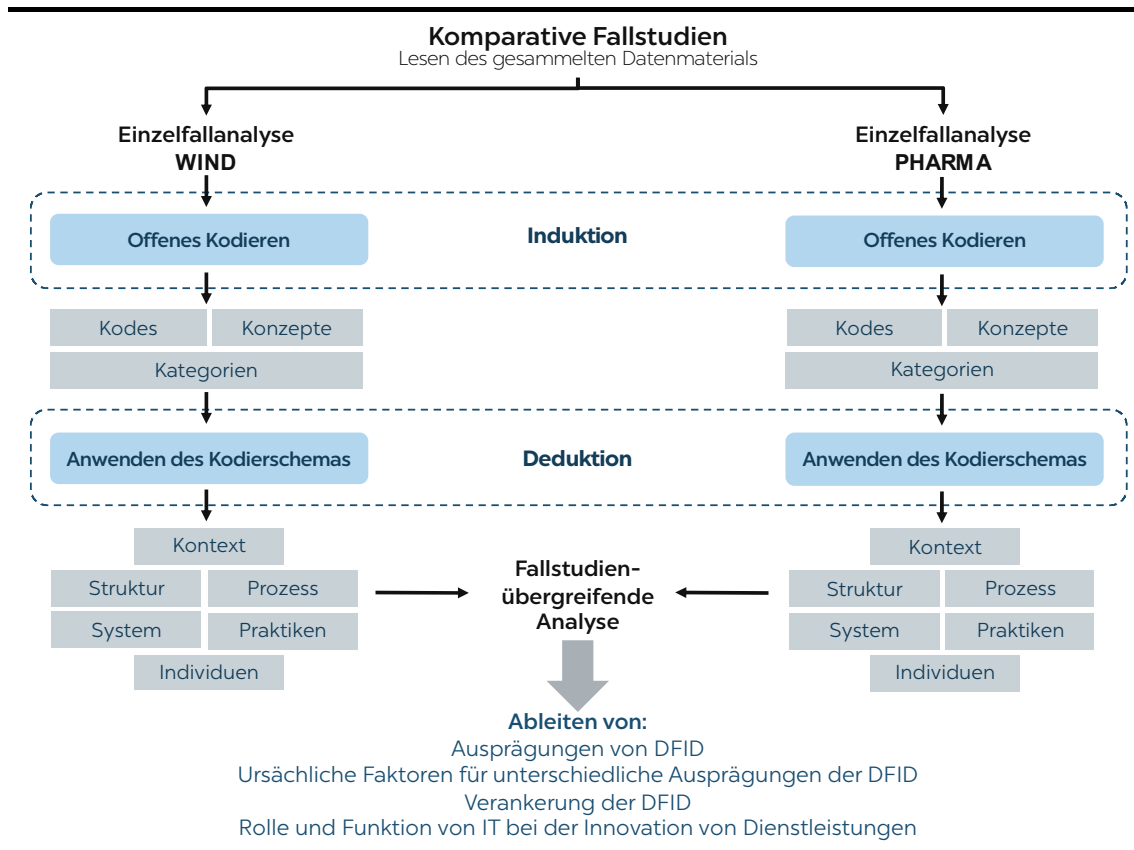 Komparative Fallstudien
Lesen des gesammelten Datenmaterials
Einzelfallanalyse
WIND
Einzelfallanalyse
PHARMA
Offenes Kodieren
Induktion
Offenes Kodieren
Kodes
Konzepte
Kategorien
Kodes
Konzepte
Kategorien
Anwenden des Kodierschemas
Deduktion
Anwenden des Kodierschemas
Kontext
Struktur
Prozess
System
Praktiken
Individuen
Fallstudien-
übergreifende
Analyse
Kontext
Struktur
Prozess
System
Praktiken
Individuen
Ableiten von:
Ausprägungen von DFID
Ursächliche Faktoren für unterschiedliche Ausprägungen der DFID
Verankerung der DFID
Rolle und Funktion von IT bei der Innovation von Dienstleistungen